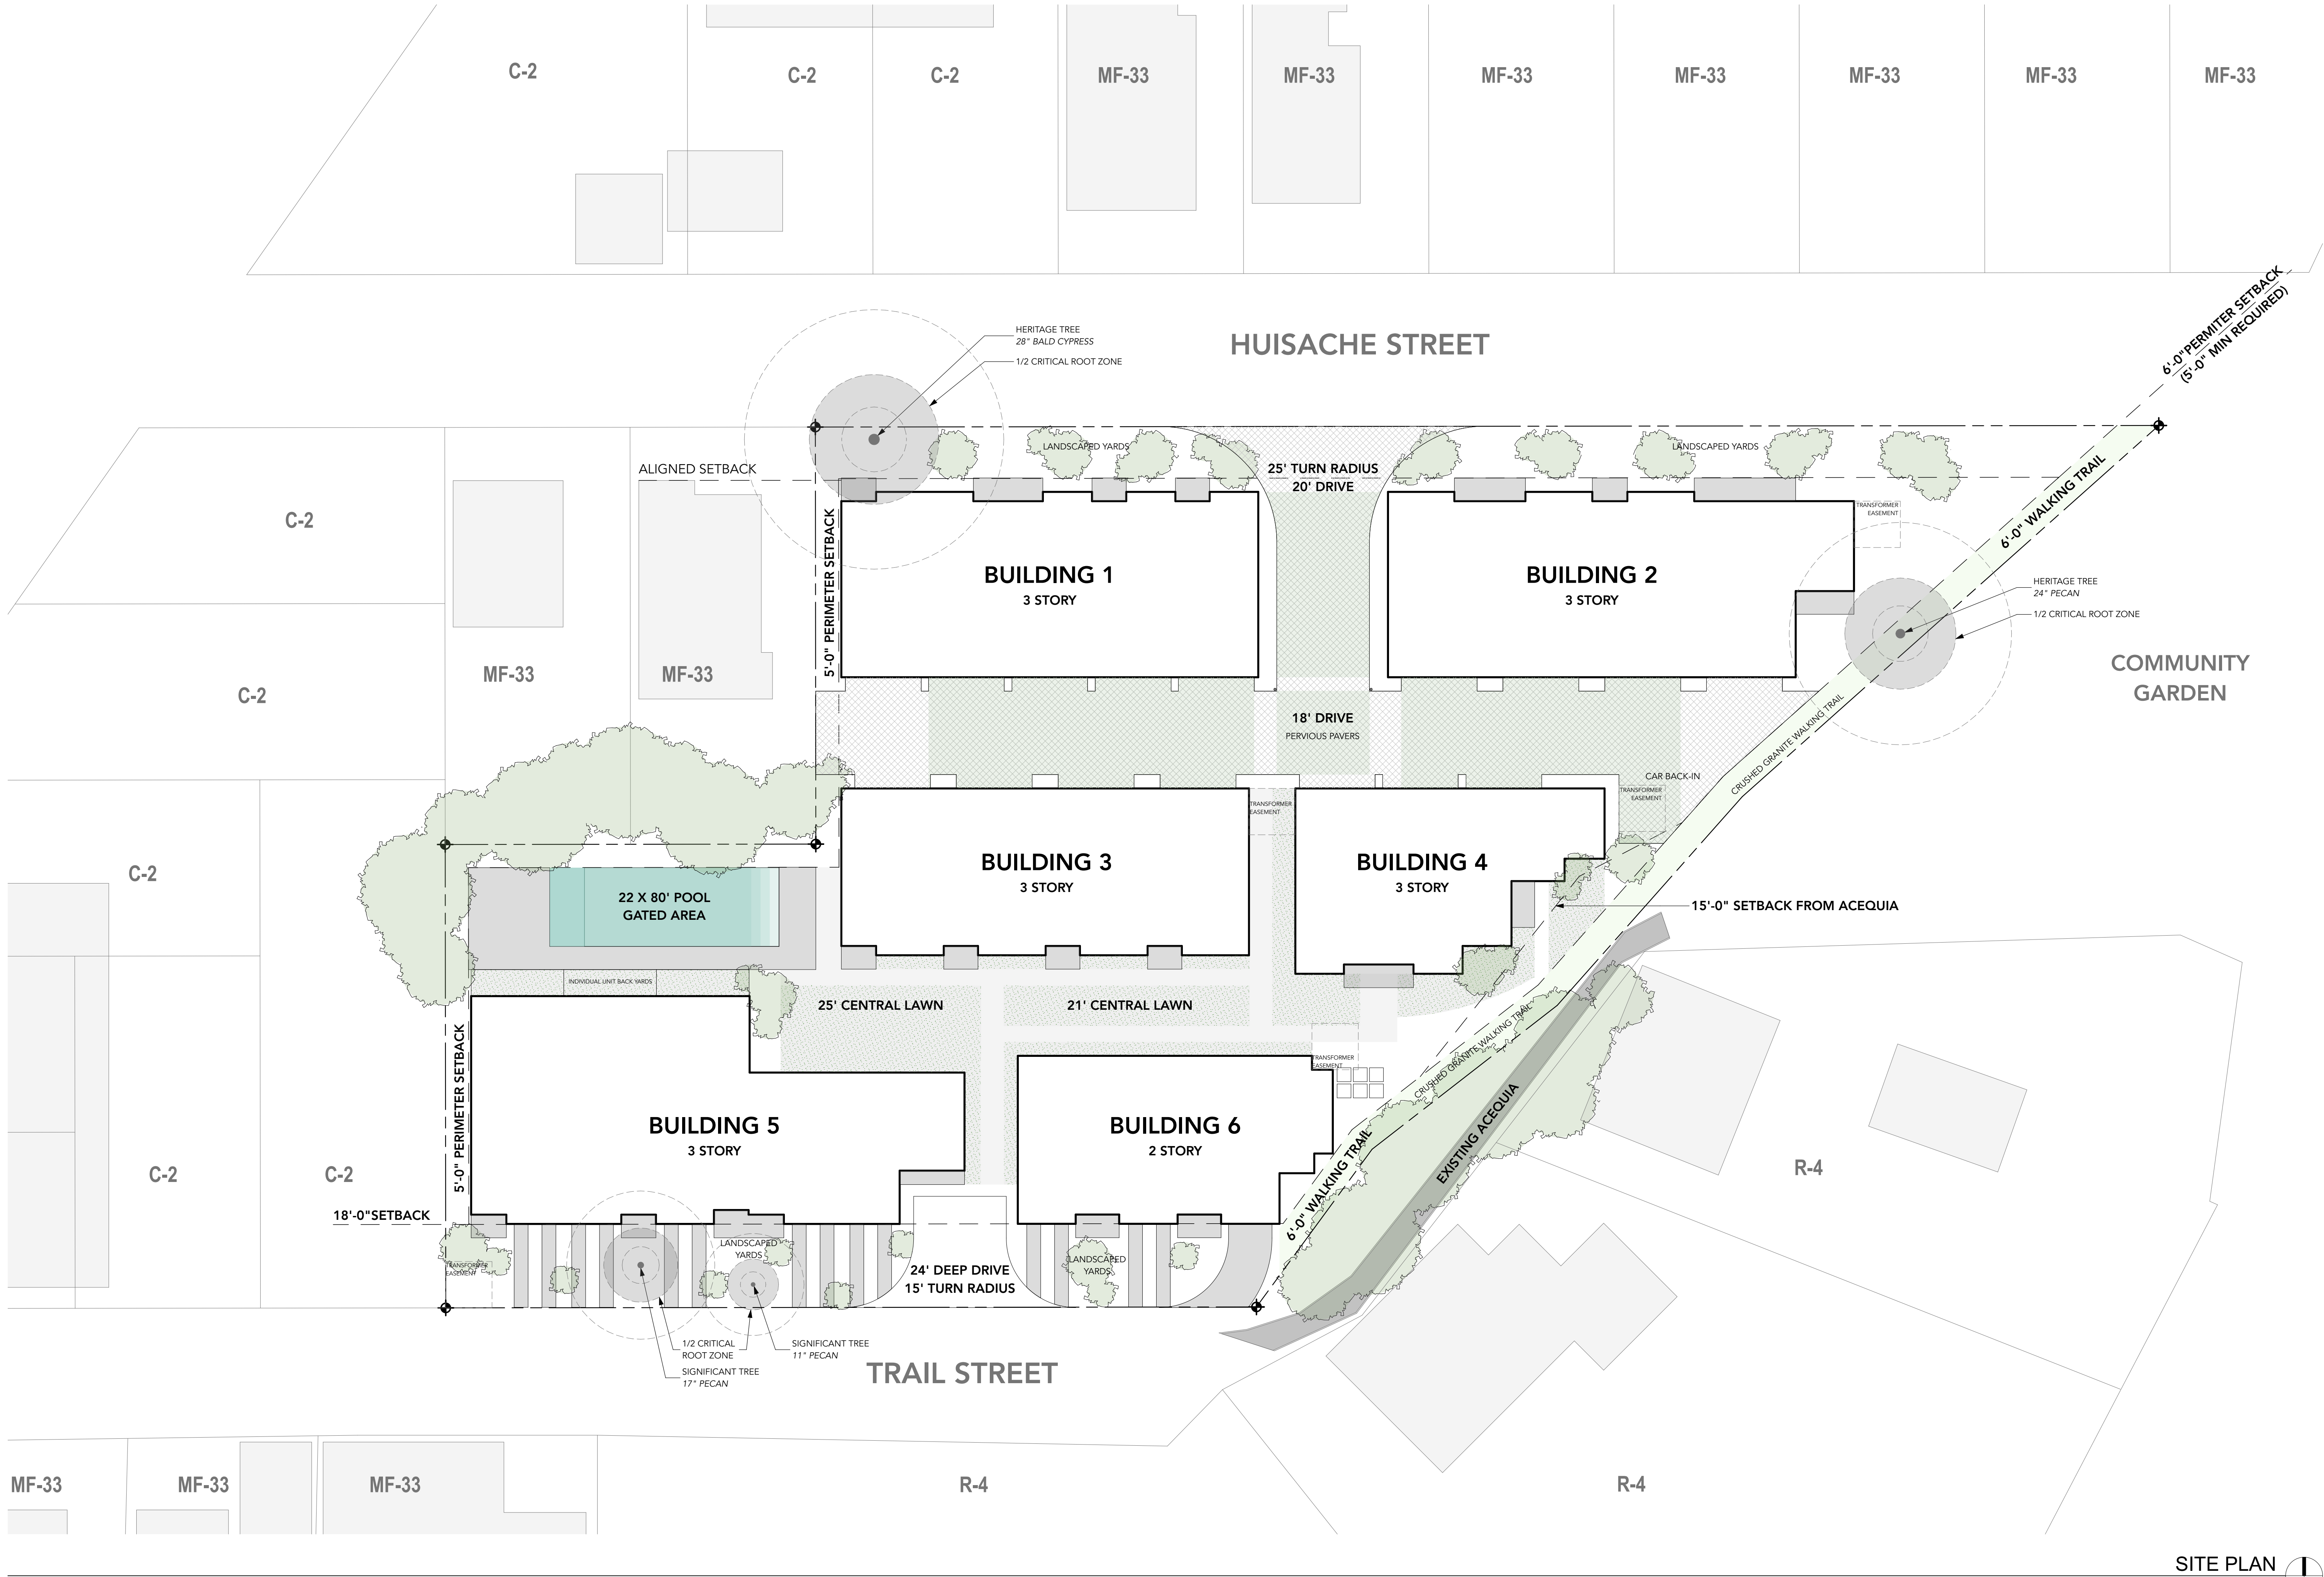 C-2
C-2
C-2
MF-33
MF-33
MF-33
MF-33
MF-33
MF-33
MF-33
6'-0"PERMITER SETBACK
(5'-0" MIN REQUIRED)
HERITAGE TREE
28" BALD CYPRESS
1/2 CRITICAL ROOT ZONE
HUISACHE STREET
ALIGNED SETBACK
LANDSCAPED YARDS
25' TURN RADIUS
20' DRIVE
LANDSCAPED YARDS
6'-0" WALKING TRAIL
C-2
5'-0" PERIMETER SETBACK
TRANSFORMER
EASEMENT
BUILDING 1
3 STORY
BUILDING 2
3 STORY
HERITAGE TREE
24" PECAN
1/2 CRITICAL ROOT ZONE
COMMUNITY
GARDEN
MF-33
MF-33
C-2
18' DRIVE
PERVIOUS PAVERS
CRUSHED GRANITE WALKING TRAIL
CAR BACK-IN
TRANSFORMER
EASEMENT
TRANSFORMER
EASEMENT
C-2
22 X 80' POOL
GATED AREA
BUILDING 3
3 STORY
BUILDING 4
3 STORY
15'-0" SETBACK FROM ACEQUIA
INDIVIDUAL UNIT BACK YARDS
25' CENTRAL LAWN
21' CENTRAL LAWN
CRUSHED GRANITE WALKING TRAIL
TRANSFORMER
EASEMENT
5'-0" PERIMETER SETBACK
BUILDING 5
3 STORY
BUILDING 6
2 STORY
EXISTING ACEQUIA
6'-0" WALKING TRAIL
C-2
C-2
R-4
18'-0"SETBACK
TRANSFORMER
EASEMENT
LANDSCAPED
YARDS
24' DEEP DRIVE
15' TURN RADIUS
LANDSCAPED
YARDS
1/2 CRITICAL
ROOT ZONE
SIGNIFICANT TREE
11" PECAN
SIGNIFICANT TREE
17" PECAN
TRAIL STREET
MF-33
MF-33
MF-33
R-4
R-4
SITE PLAN